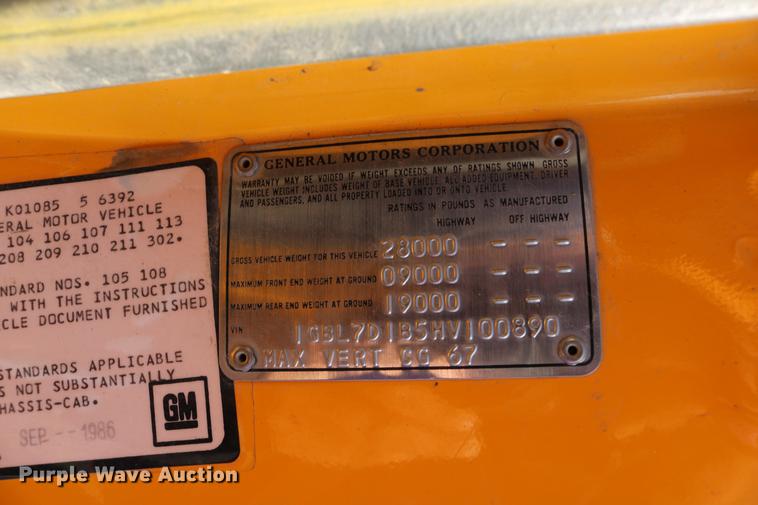 K01085 5 6392
ERAL MOTOR VEHICLE
104 106 107 111 113
208 209 210 211 302.
NDARD NOS. 105 108
WITH THE INSTRUCTIONS
CLE DOCUMENT FURNISHED
STANDARDS APPLICABLE
S NOT SUBSTANTIALLY
HASSIS-CAB.
GM
SEP -- 1986
GENERAL MOTORS CORPORATION
WARRANTY MAY BE VOIDED IF WEIGHT EXCEEDS ANY OF RATINGS SHOWN. GROSS
VEHICLE WEIGHT INCLUDES WEIGHT OF BASE VEHICLE, ALL ADDED EQUIPMENT, DRIVER
AND PASSENGERS, AND ALL PROPERTY LOADED INTO OR ONTO VEHICLE.
RATINGS IN POUNDS AS MANUFACTURED
HIGHWAY OFF HIGHWAY
GROSS VEHICLE WEIGHT FOR THIS VEHICLE 28000 - - -
MAXIMUM FRONT END WEIGHT AT GROUND 09000 - - -
MAXIMUM REAR END WEIGHT AT GROUND 19000 - - -
VIN 1GBL7D1B5HV100890
MAX VERT CG 67
Purple Wave Auction